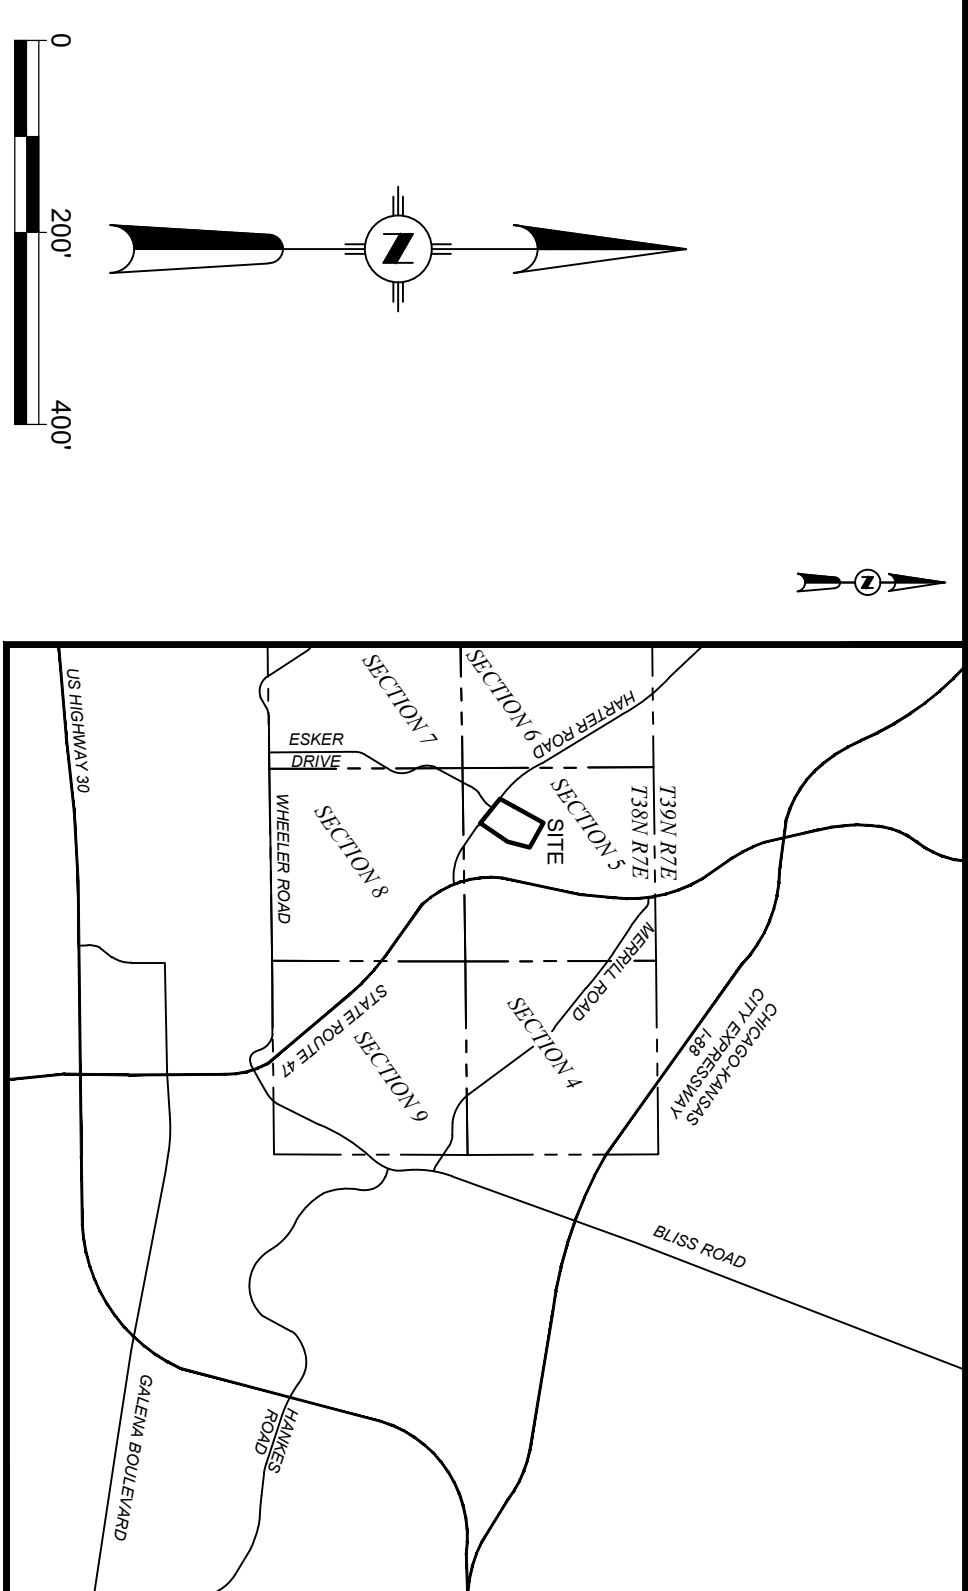 0
200'
400'
N
N
US HIGHWAY 30
SECTION 7
SECTION 6
HARTER ROAD
ESKER
DRIVE
WHEELER ROAD
SECTION 8
SITE
SECTION 5
T39N R7E
T38N R7E
MERRILL ROAD
STATE ROUTE 47
SECTION 9
SECTION 4
CHICAGO-KANSAS
CITY EXPRESSWAY
I-88
BLISS ROAD
GALENA BOULEVARD
HANKES
ROAD